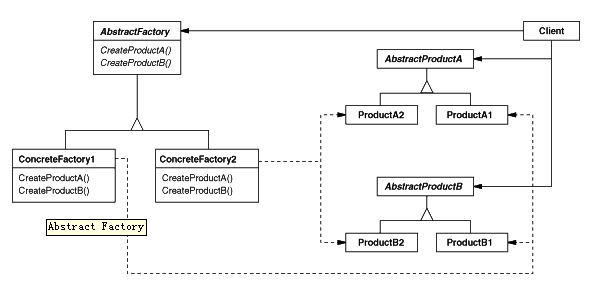 AbstractFactory
CreateProductA()
CreateProductB()
Client
AbstractProductA
ProductA2
ProductA1
ConcreteFactory1
CreateProductA()
CreateProductB()
ConcreteFactory2
CreateProductA()
CreateProductB()
AbstractProductB
ProductB2
ProductB1
Abstract Factory